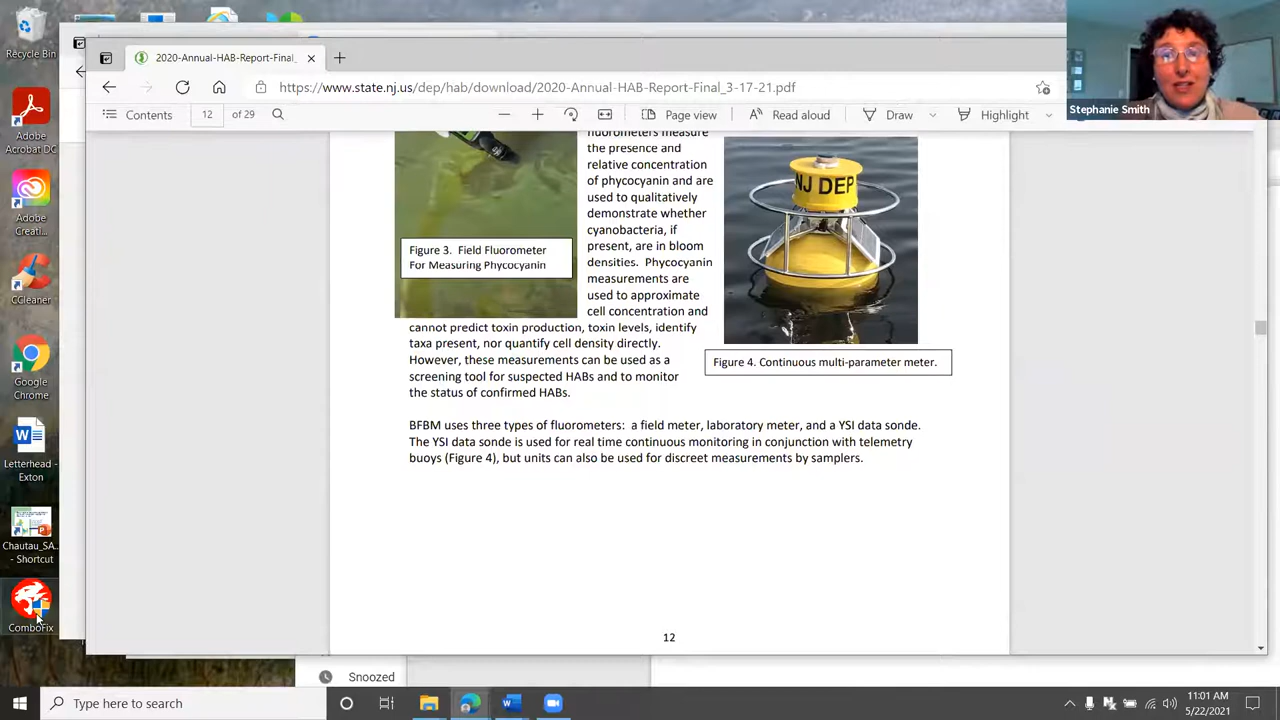 Recycle Bin
Adobe
Acrobat DC
Adobe
Creati...
CCleaner
Google
Chrome
Letterhead -
Exton
Chautau_SA...
- Shortcut
ComboFix
2020-Annual-HAB-Report-Final_
https://www.state.nj.us/dep/hab/download/2020-Annual-HAB-Report-Final_3-17-21.pdf
Contents
12 of 29
Page view
Read aloud
Draw
Highlight
Stephanie Smith
fluorometers measure
the presence and
relative concentration
of phycocyanin and are
used to qualitatively
demonstrate whether
cyanobacteria, if
present, are in bloom
densities. Phycocyanin
measurements are
used to approximate
cell concentration and
cannot predict toxin production, toxin levels, identify
taxa present, nor quantify cell density directly.
However, these measurements can be used as a
screening tool for suspected HABs and to monitor
the status of confirmed HABs.
Figure 3. Field Fluorometer
For Measuring Phycocyanin
NJ DEP
Figure 4. Continuous multi-parameter meter.
BFBM uses three types of fluorometers: a field meter, laboratory meter, and a YSI data sonde.
The YSI data sonde is used for real time continuous monitoring in conjunction with telemetry
buoys (Figure 4), but units can also be used for discreet measurements by samplers.
12
Snoozed
Type here to search
11:01 AM
5/22/2021